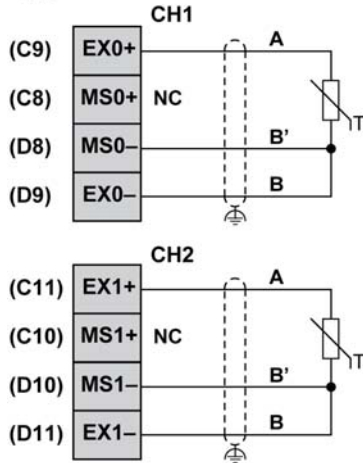 CH1
(C9) EX0+ A
(C8) MS0+ NC T
(D8) MS0– B’
(D9) EX0– B
CH2
(C11) EX1+ A
(C10) MS1+ NC T
(D10) MS1– B’
(D11) EX1– B